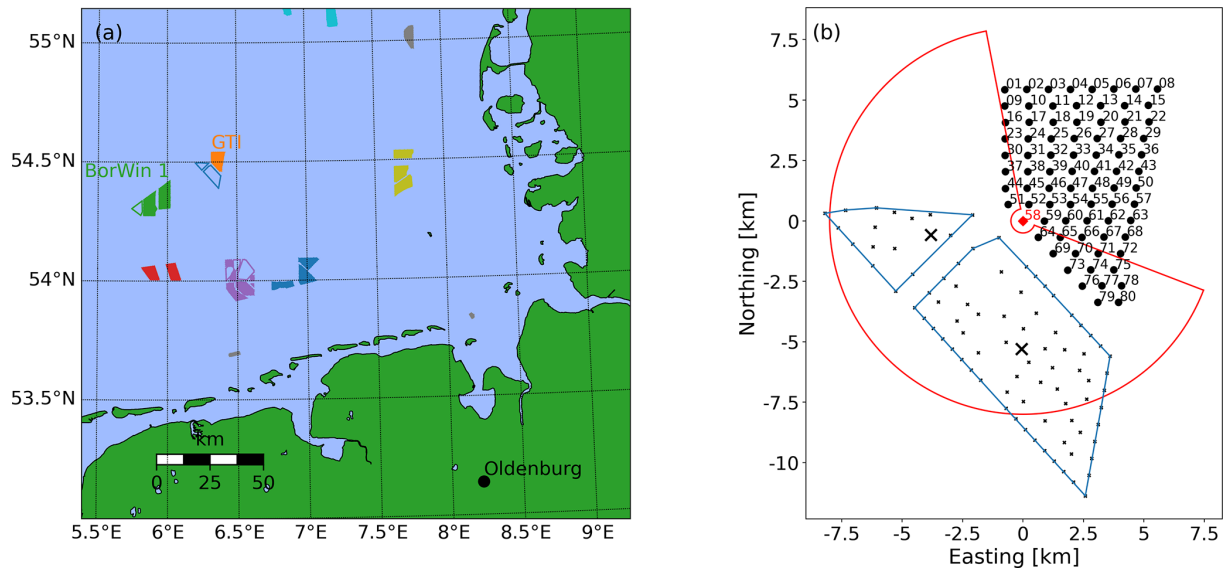 (a)
55°N
54.5°N
54°N
53.5°N
GTI
BorWin 1
km
0 25 50
Oldenburg
5.5°E 6°E 6.5°E 7°E 7.5°E 8°E 8.5°E 9°E
(b)
Northing [km]
7.5
5
2.5
0
-2.5
-5
-7.5
-10
01 02 03 04 05 06 07 08
09 10 11 12 13 14 15
16 17 18 19 20 21 22
23 24 25 26 27 28 29
30 31 32 33 34 35 36
37 38 39 40 41 42 43
44 45 46 47 48 49 50
51 52 53 54 55 56 57
58 59 60 61 62 63
64 65 66 67 68
69 70 71 72
73 74 75
76 77 78
79 80
-7.5 -5 -2.5 0 2.5 5 7.5
Easting [km]